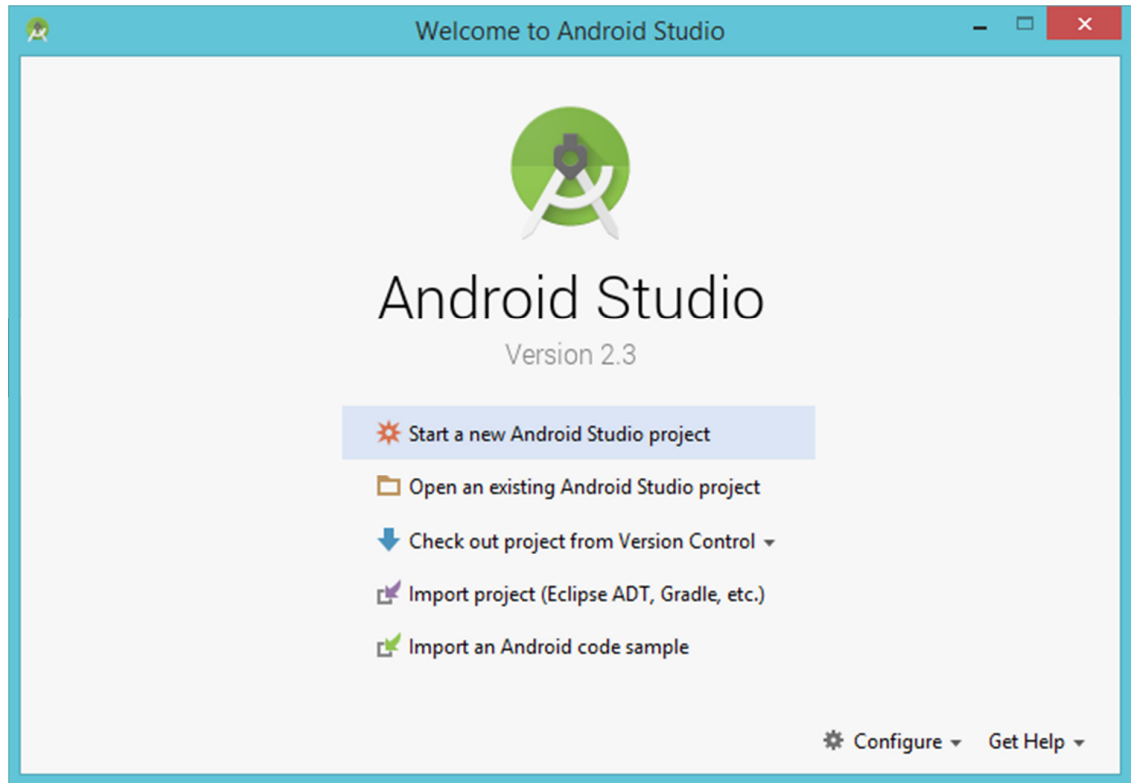 Welcome to Android Studio
Android Studio
Version 2.3
Start a new Android Studio project
Open an existing Android Studio project
Check out project from Version Control
Import project (Eclipse ADT, Gradle, etc.)
Import an Android code sample
Configure Get Help